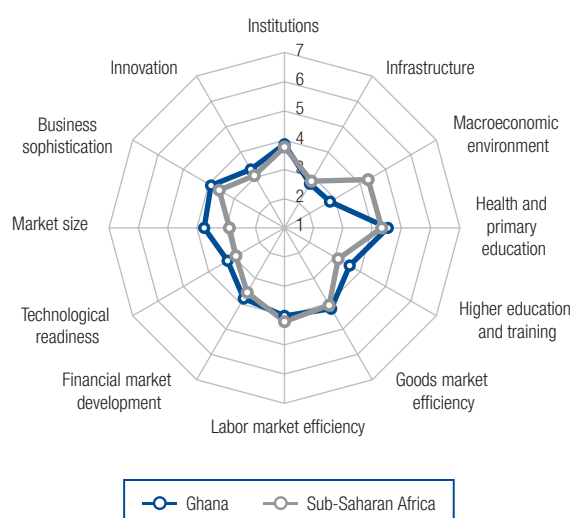 Institutions
7
6
5
4
3
2
1
Infrastructure
Macroeconomic
environment
Health and
primary
education
Higher education
and training
Goods market
efficiency
Labor market efficiency
Financial market
development
Technological
readiness
Market size
Business
sophistication
Innovation
Ghana
Sub-Saharan Africa